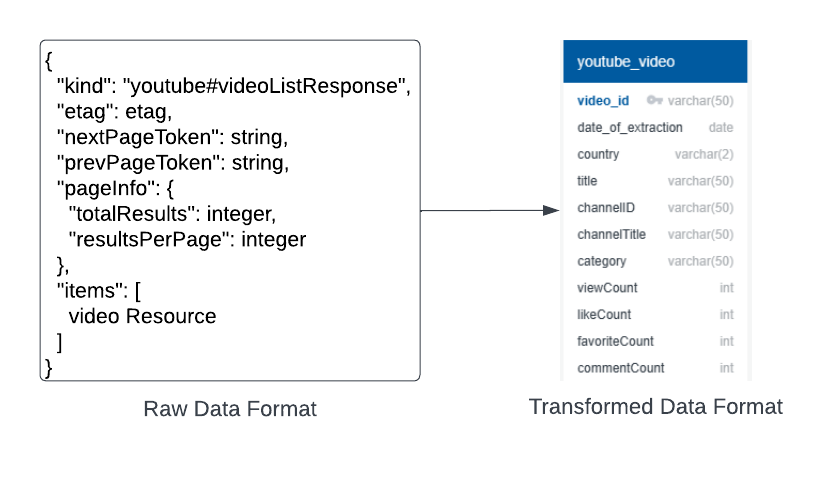 {
"kind": "youtube#videoListResponse",
"etag": etag,
"nextPageToken": string,
"prevPageToken": string,
"pageInfo": {
"totalResults": integer,
"resultsPerPage": integer
},
"items": [
video Resource
]
}
Raw Data Format
youtube_video
video_id varchar(50)
date_of_extraction date
country varchar(2)
title varchar(50)
channelID varchar(50)
channelTitle varchar(50)
category varchar(50)
viewCount int
likeCount int
favoriteCount int
commentCount int
Transformed Data Format